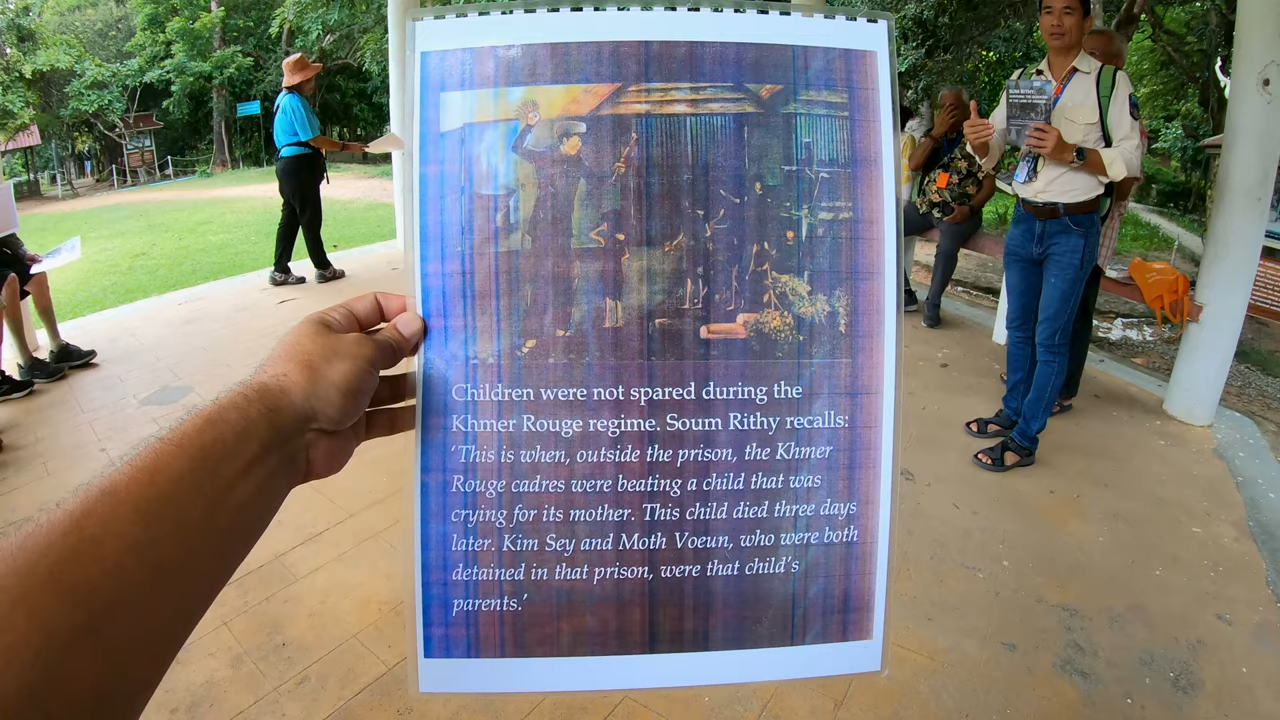 Children were not spared during the
Khmer Rouge regime. Soum Rithy recalls:
‘This is when, outside the prison, the Khmer
Rouge cadres were beating a child that was
crying for its mother. This child died three days
later. Kim Sey and Moth Voeun, who were both
detained in that prison, were that child’s
parents.’
SUM RITHY: